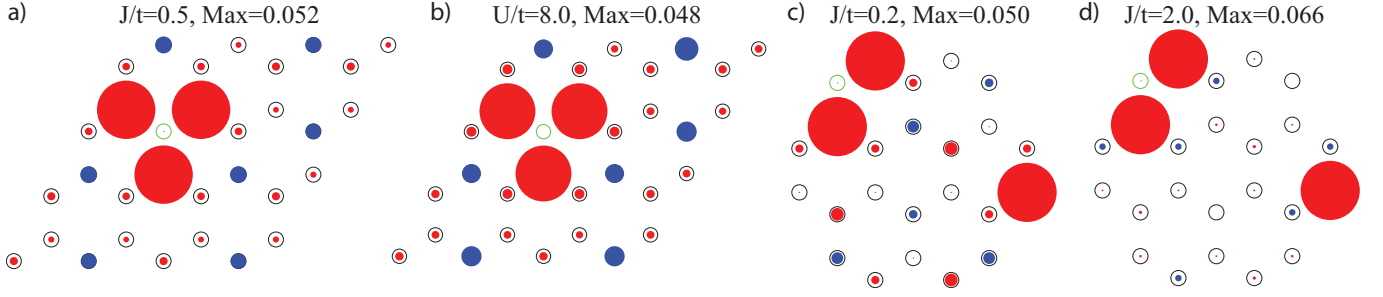 a) J/t=0.5, Max=0.052
b) U/t=8.0, Max=0.048
c) J/t=0.2, Max=0.050
d) J/t=2.0, Max=0.066